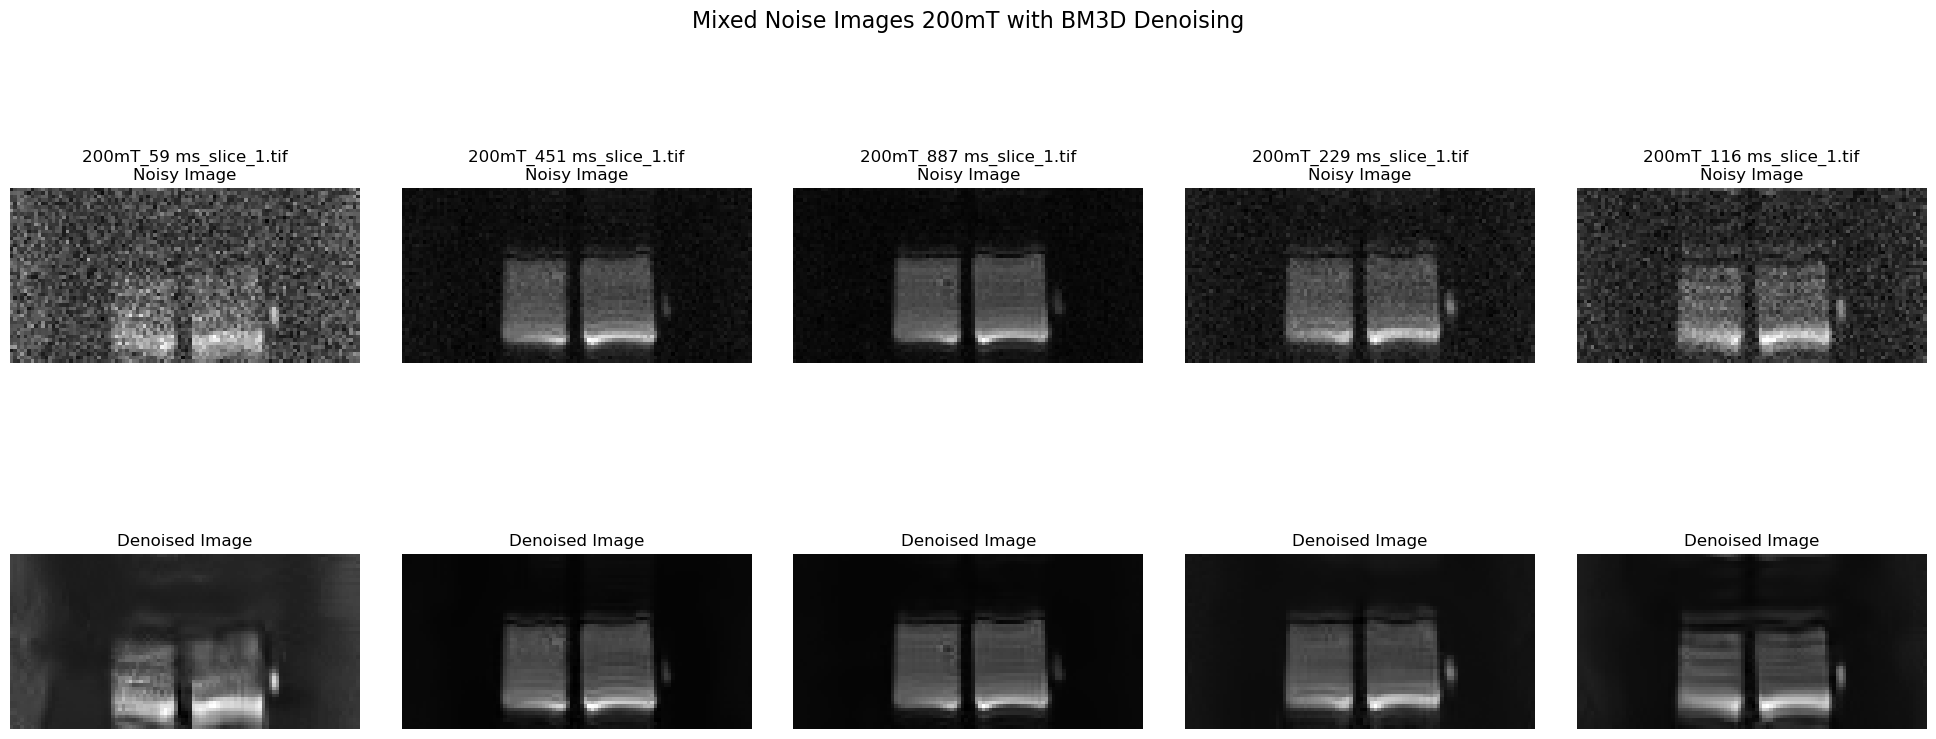 Mixed Noise Images 200mT with BM3D Denoising
200mT_59 ms_slice_1.tif
Noisy Image
200mT_451 ms_slice_1.tif
Noisy Image
200mT_887 ms_slice_1.tif
Noisy Image
200mT_229 ms_slice_1.tif
Noisy Image
200mT_116 ms_slice_1.tif
Noisy Image
Denoised Image
Denoised Image
Denoised Image
Denoised Image
Denoised Image